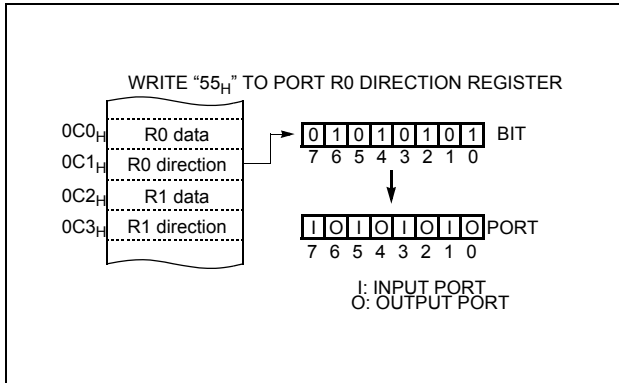 WRITE “55H” TO PORT R0 DIRECTION REGISTER
0C0H R0 data
0C1H R0 direction
0C2H R1 data
0C3H R1 direction
0 1 0 1 0 1 0 1 BIT
7 6 5 4 3 2 1 0
I O I O I O I O PORT
7 6 5 4 3 2 1 0
I: INPUT PORT
O: OUTPUT PORT